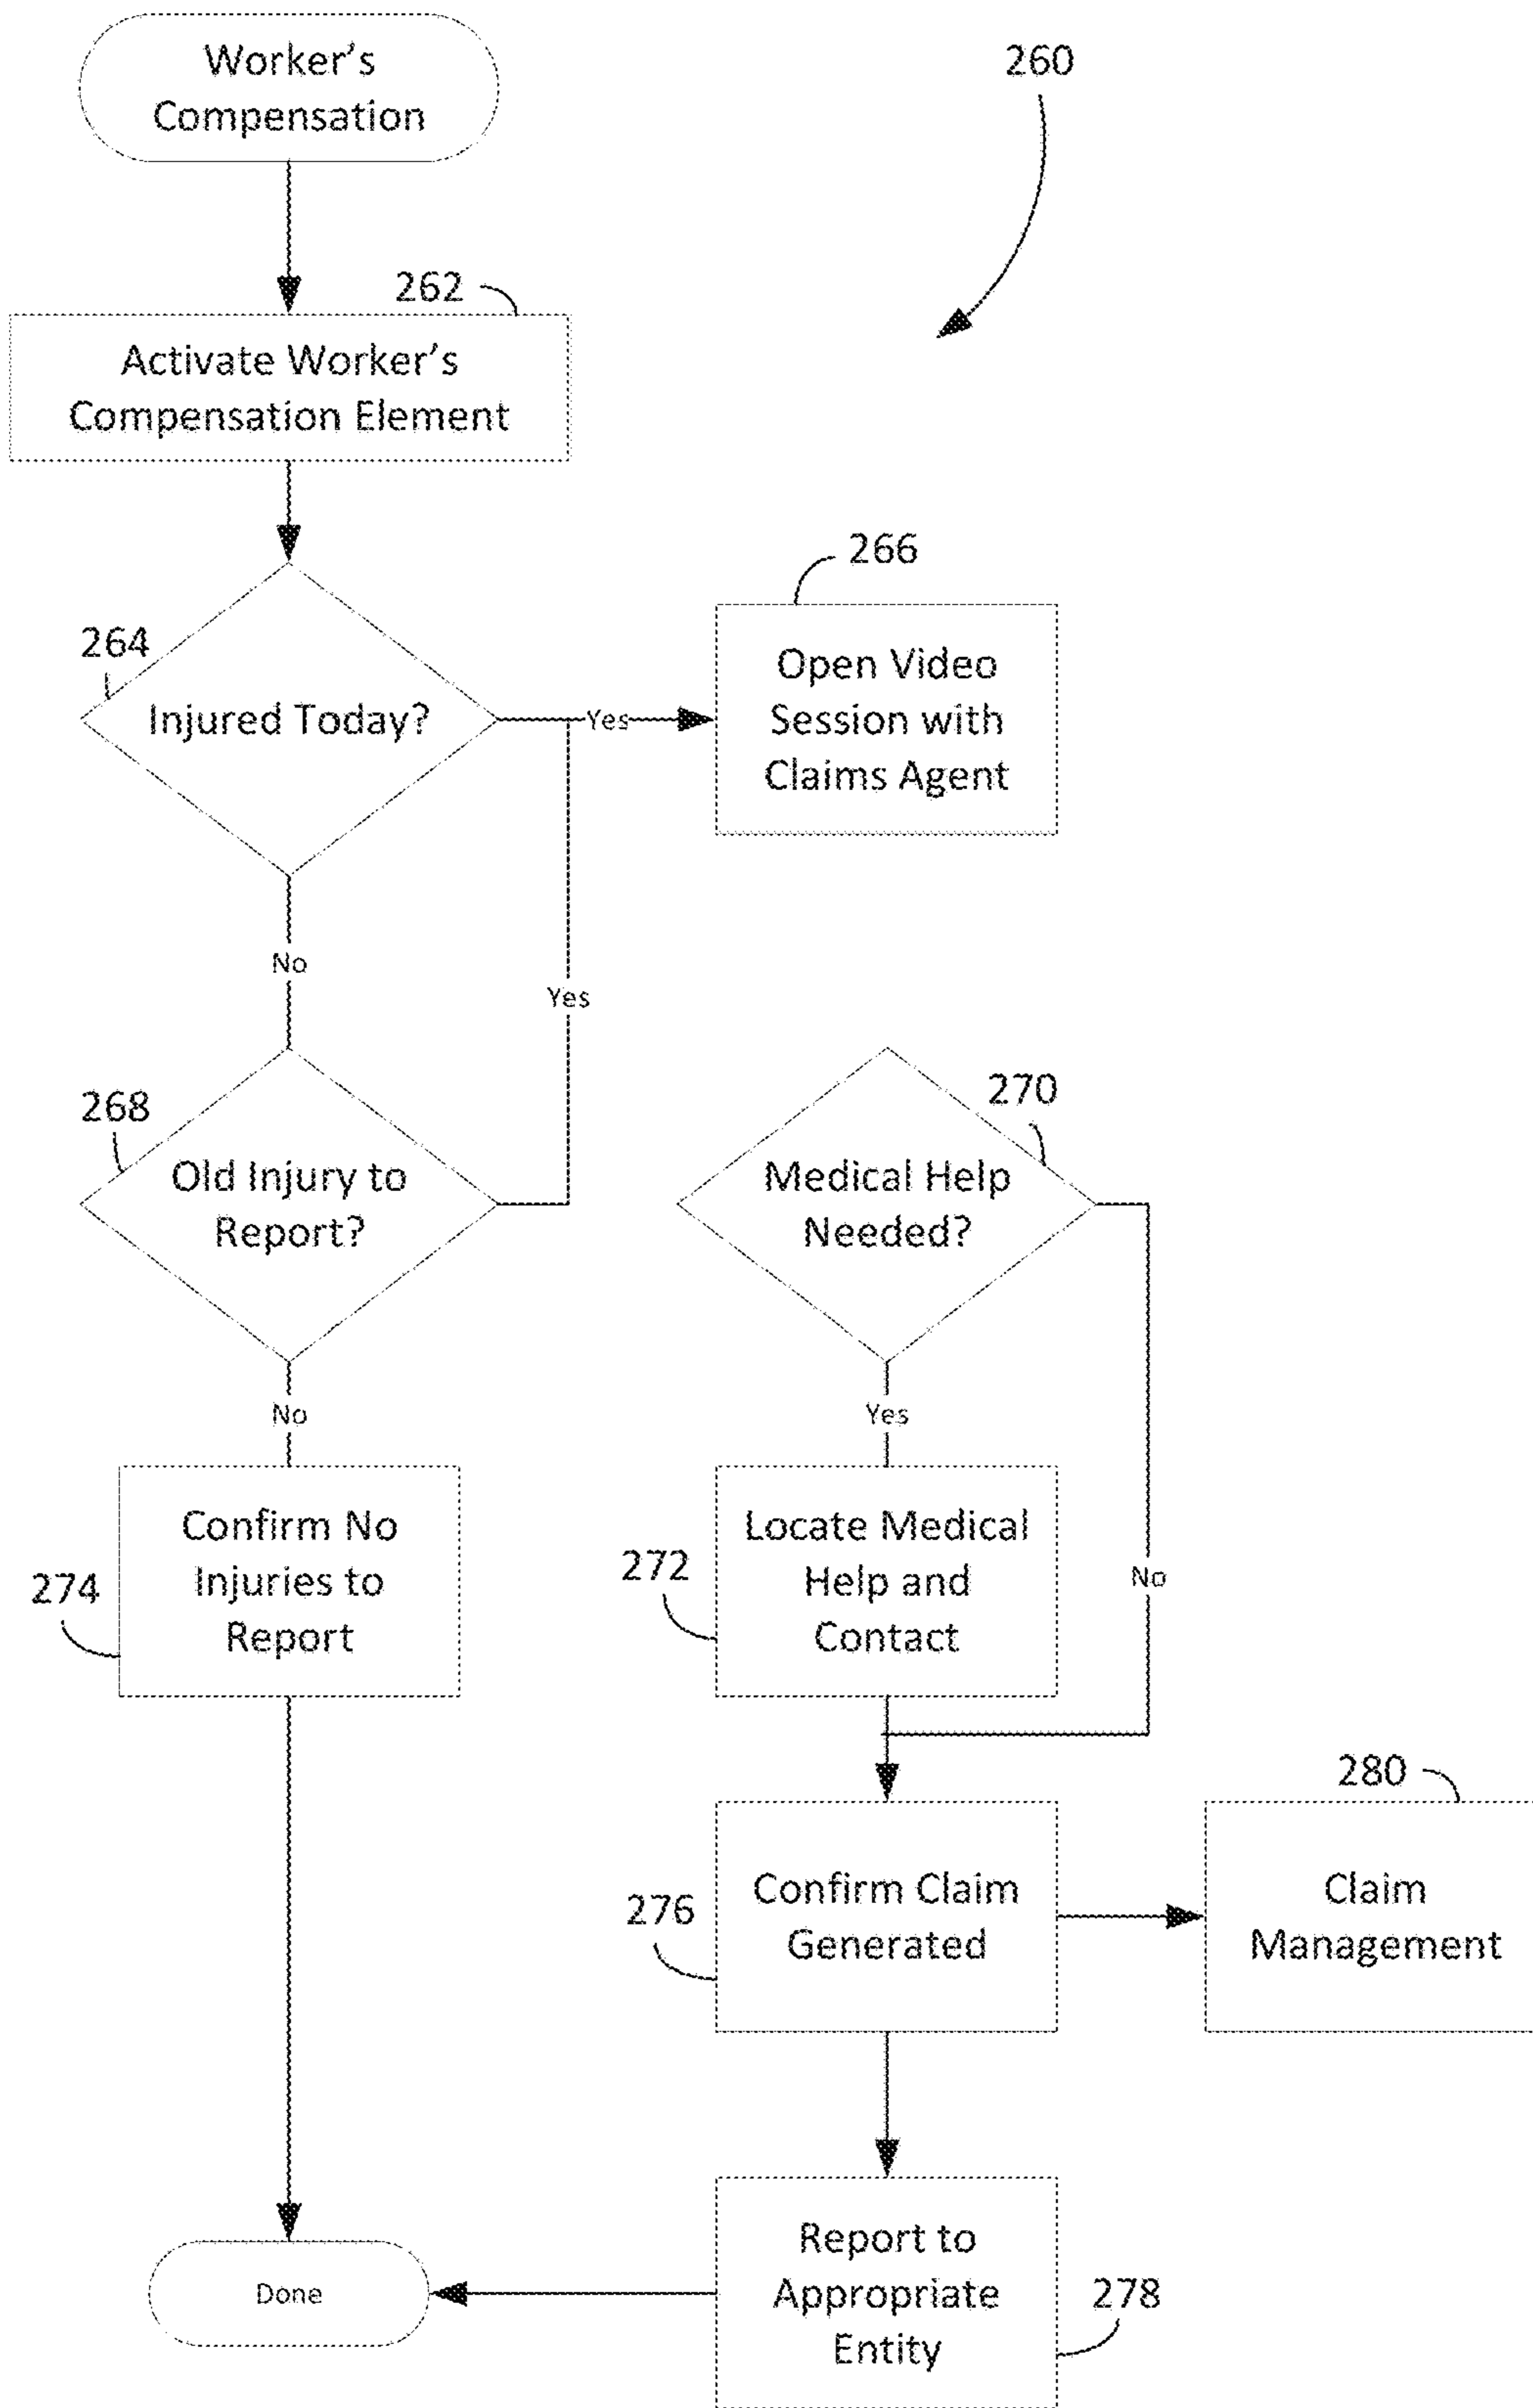 Worker's
Compensation
260
262
Activate Worker's
Compensation Element
266
264
Injured Today?
Yes
Open Video
Session with
Claims Agent
No
Yes
268
Old Injury to
Report?
270
Medical Help
Needed?
No
Yes
274
Confirm No
Injuries to
Report
272
Locate Medical
Help and
Contact
No
280
276
Confirm Claim
Generated
Claim
Management
Done
Report to
Appropriate
Entity
278